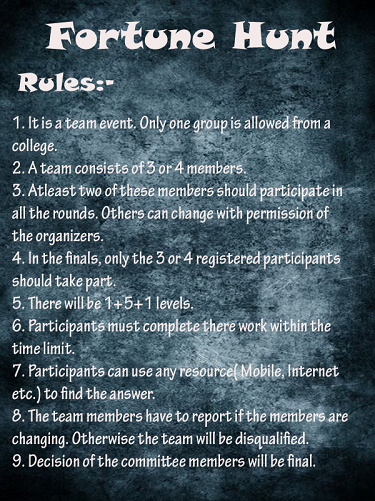 Fortune Hunt
Rules:-
1. It is a team event. Only one group is allowed from a
college.
2. A team consists of 3 or 4 members.
3. Atleast two of these members should participate in
all the rounds. Others can change with permission of
the organizers.
4. In the finals, only the 3 or 4 registered participants
should take part.
5. There will be 1+5+1 levels.
6. Participants must complete there work within the
time limit.
7. Participants can use any resource( Mobile, Internet
etc.) to find the answer.
8. The team members have to report if the members are
changing. Otherwise the team will be disqualified.
9. Decision of the committee members will be final.